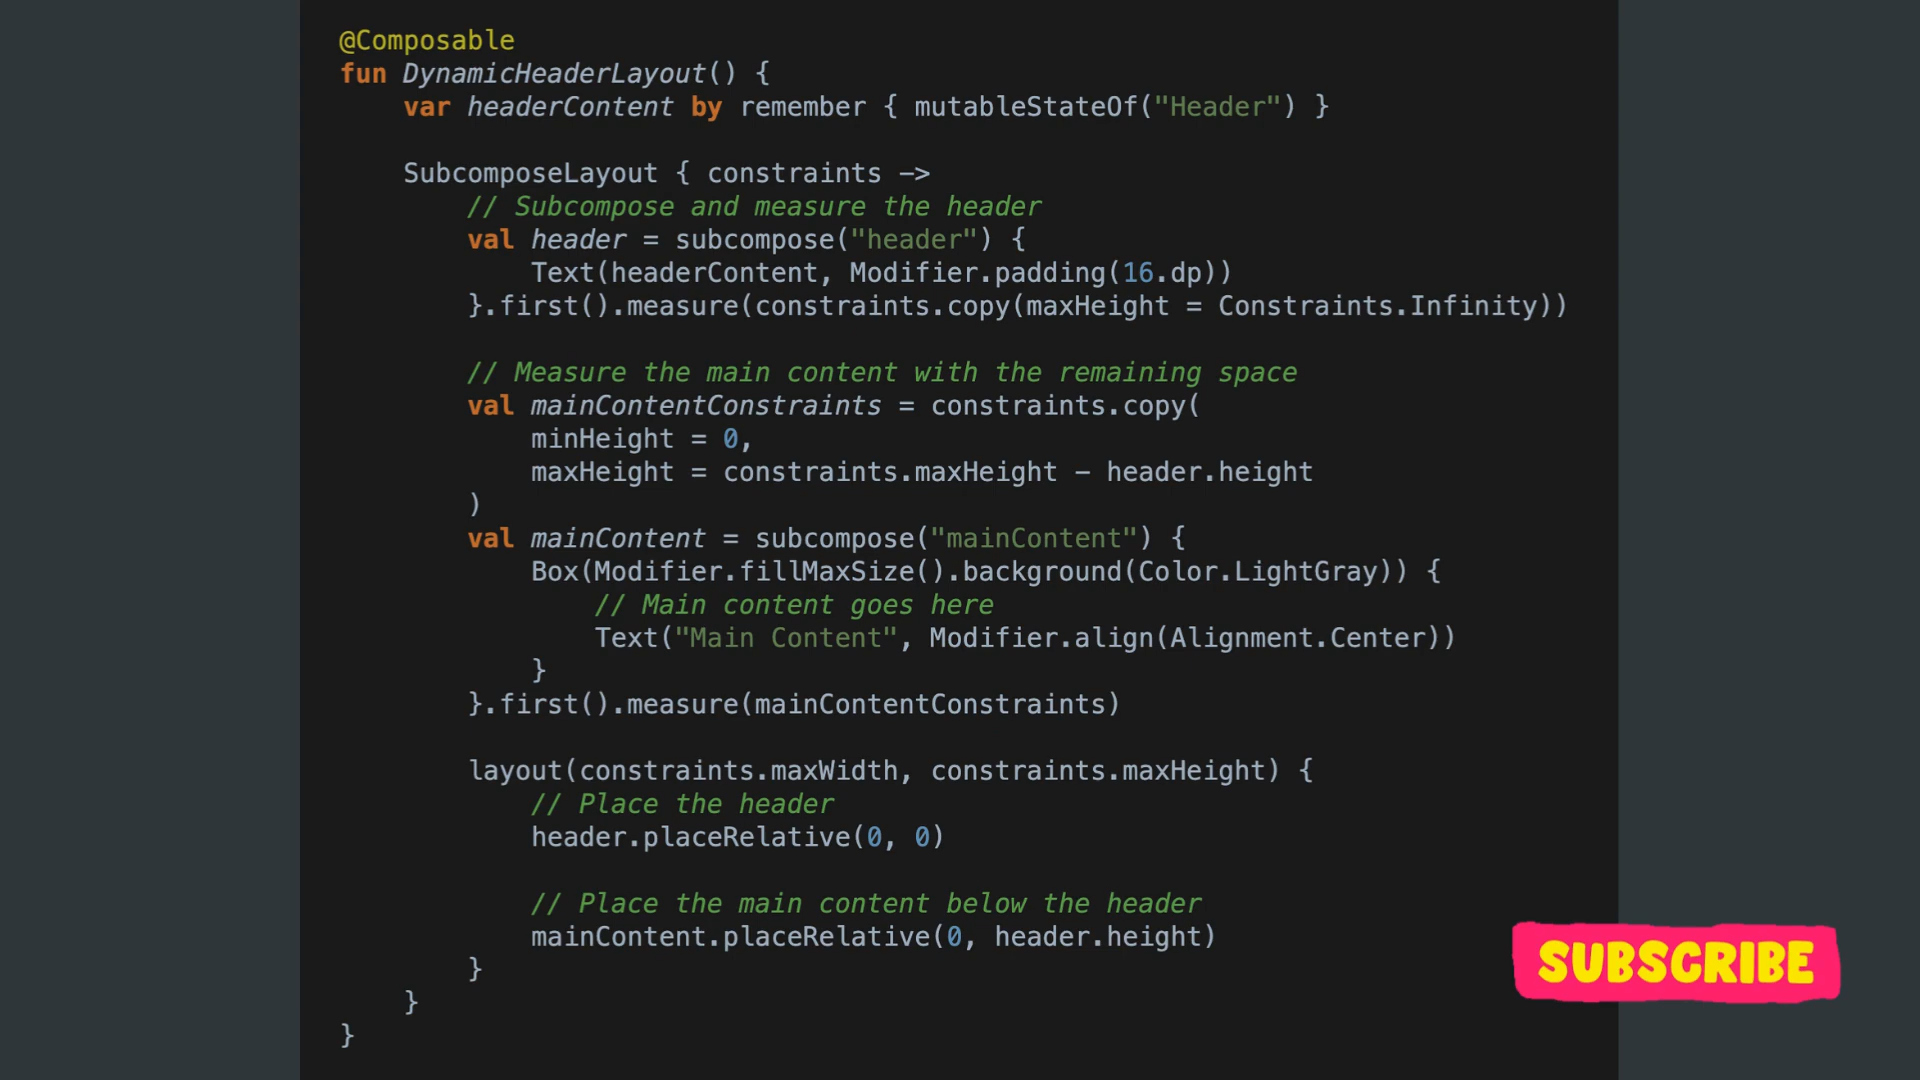 @Composable
fun DynamicHeaderLayout() {
    var headerContent by remember { mutableStateOf("Header") }

    SubcomposeLayout { constraints ->
        // Subcompose and measure the header
        val header = subcompose("header") {
            Text(headerContent, Modifier.padding(16.dp))
        }.first().measure(constraints.copy(maxHeight = Constraints.Infinity))

        // Measure the main content with the remaining space
        val mainContentConstraints = constraints.copy(
            minHeight = 0,
            maxHeight = constraints.maxHeight - header.height
        )
        val mainContent = subcompose("mainContent") {
            Box(Modifier.fillMaxSize().background(Color.LightGray)) {
                // Main content goes here
                Text("Main Content", Modifier.align(Alignment.Center))
            }
        }.first().measure(mainContentConstraints)

        layout(constraints.maxWidth, constraints.maxHeight) {
            // Place the header
            header.placeRelative(0, 0)

            // Place the main content below the header
            mainContent.placeRelative(0, header.height)
        }
    }
}
SUBSCRIBE